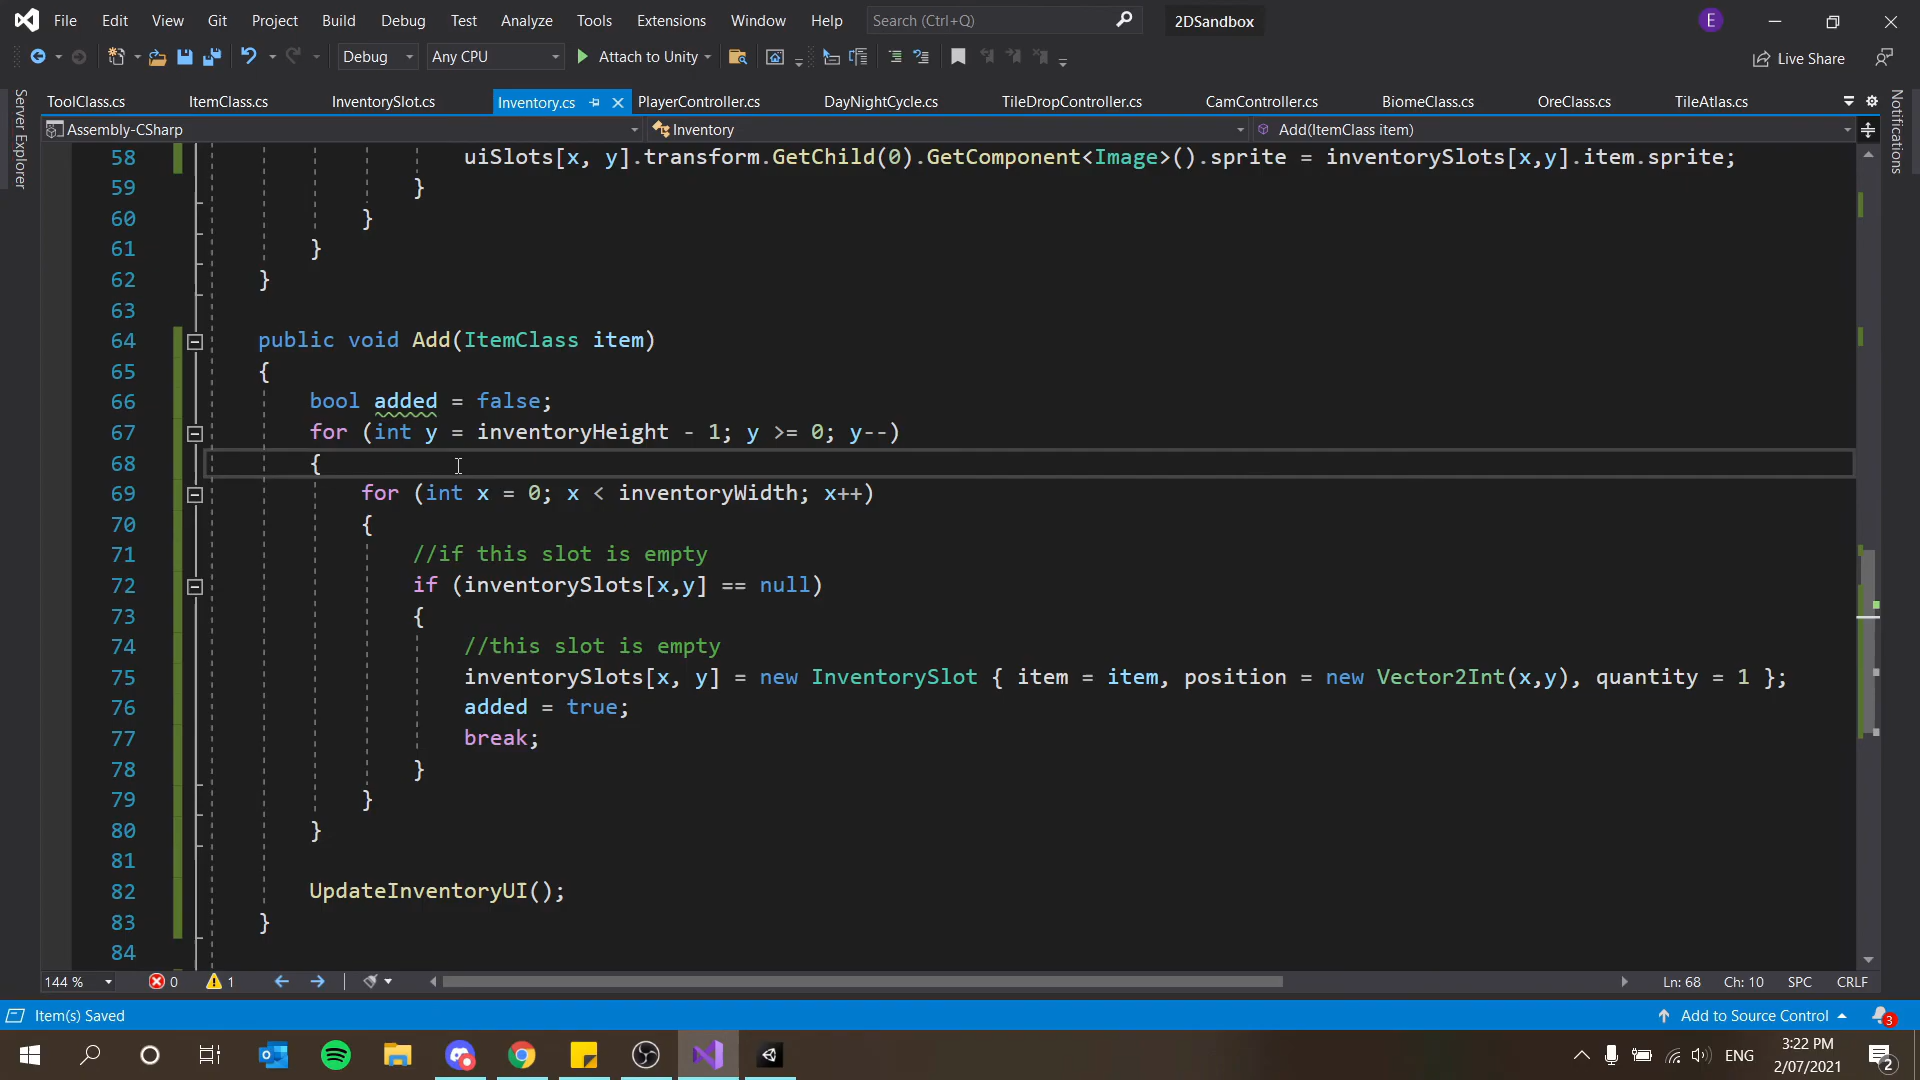 File Edit View Git Project Build Debug Test Analyze Tools Extensions Window Help Search (Ctrl+Q) 2DSandbox E
Debug Any CPU Attach to Unity Live Share
ToolClass.cs ItemClass.cs InventorySlot.cs Inventory.cs PlayerController.cs DayNightCycle.cs TileDropController.cs CamController.cs BiomeClass.cs OreClass.cs TileAtlas.cs
Server Explorer
Notifications
Assembly-CSharp Inventory Add(ItemClass item)
58 uiSlots[x, y].transform.GetChild(0).GetComponent<Image>().sprite = inventorySlots[x,y].item.sprite;
59 }
60 }
61 }
62 }
63
64 public void Add(ItemClass item)
65 {
66 bool added = false;
67 for (int y = inventoryHeight - 1; y >= 0; y--)
68 {
69 for (int x = 0; x < inventoryWidth; x++)
70 {
71 //if this slot is empty
72 if (inventorySlots[x,y] == null)
73 {
74 //this slot is empty
75 inventorySlots[x, y] = new InventorySlot { item = item, position = new Vector2Int(x,y), quantity = 1 };
76 added = true;
77 break;
78 }
79 }
80 }
81
82 UpdateInventoryUI();
83 }
84
144 % 0 1 Ln: 68 Ch: 10 SPC CRLF
Item(s) Saved Add to Source Control 3
ENG 3:22 PM 2
2/07/2021